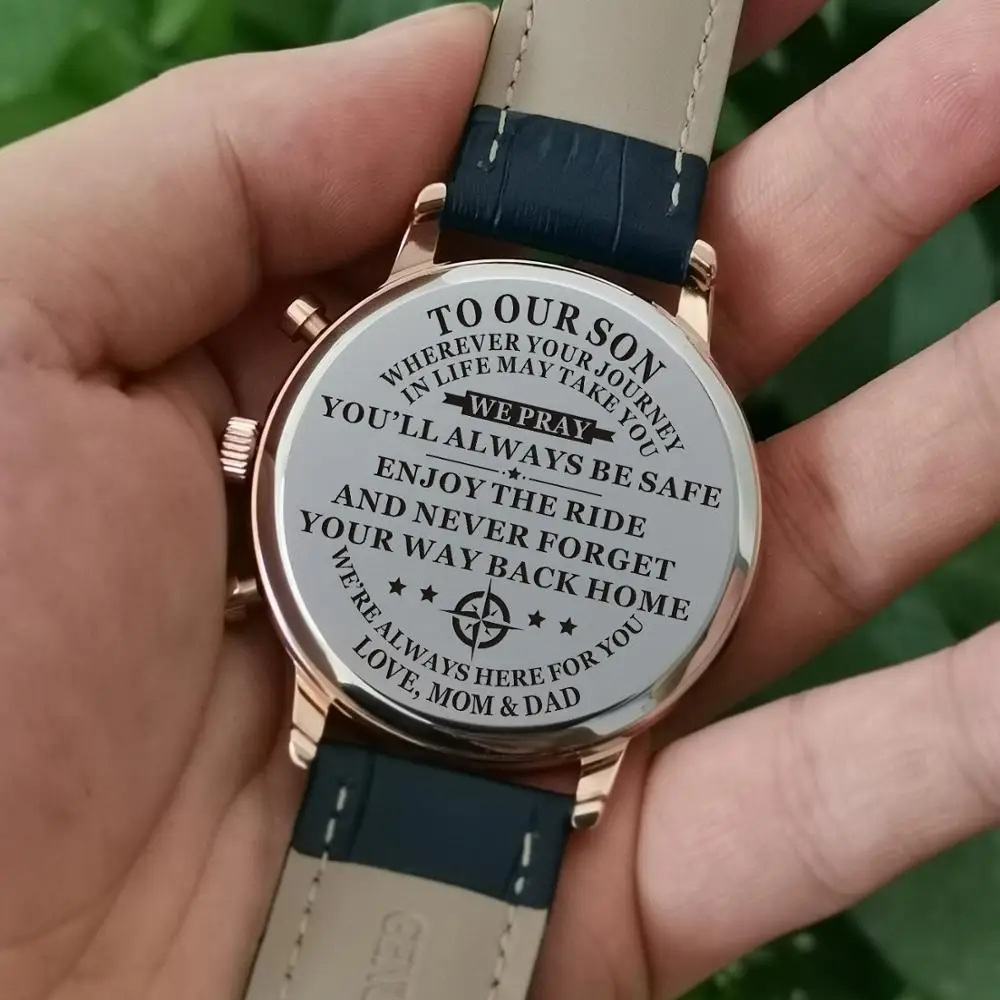 TO OUR SON
WHEREVER YOUR JOURNEY
IN LIFE MAY TAKE YOU
WE PRAY
YOU'LL ALWAYS BE SAFE
ENJOY THE RIDE
AND NEVER FORGET
YOUR WAY BACK HOME
WE'RE ALWAYS HERE FOR YOU
LOVE, MOM & DAD